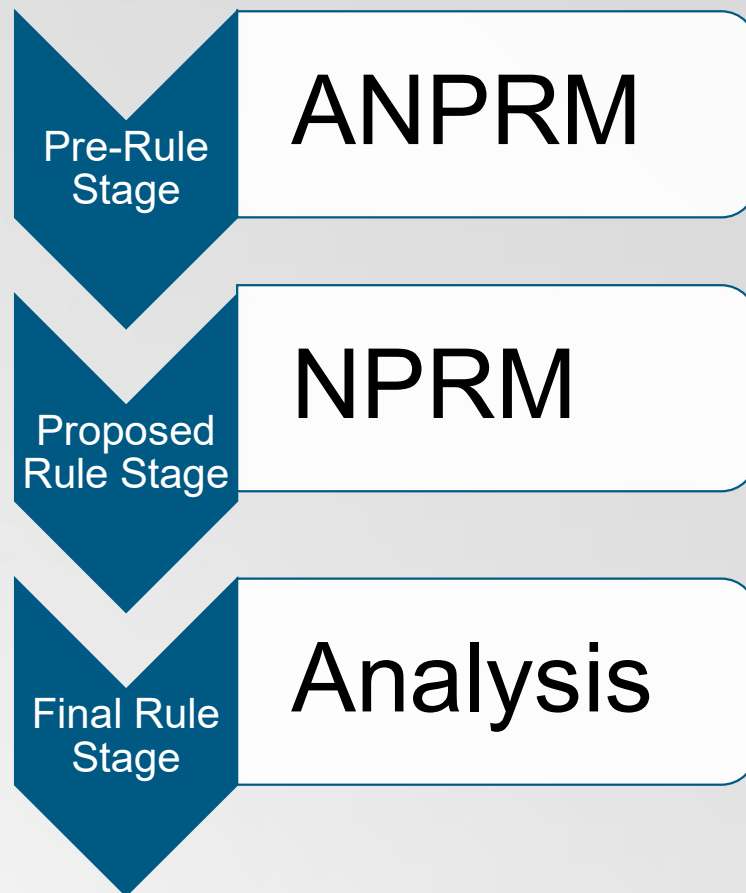 Pre-Rule
Stage
ANPRM
Proposed
Rule Stage
NPRM
Final Rule
Stage
Analysis